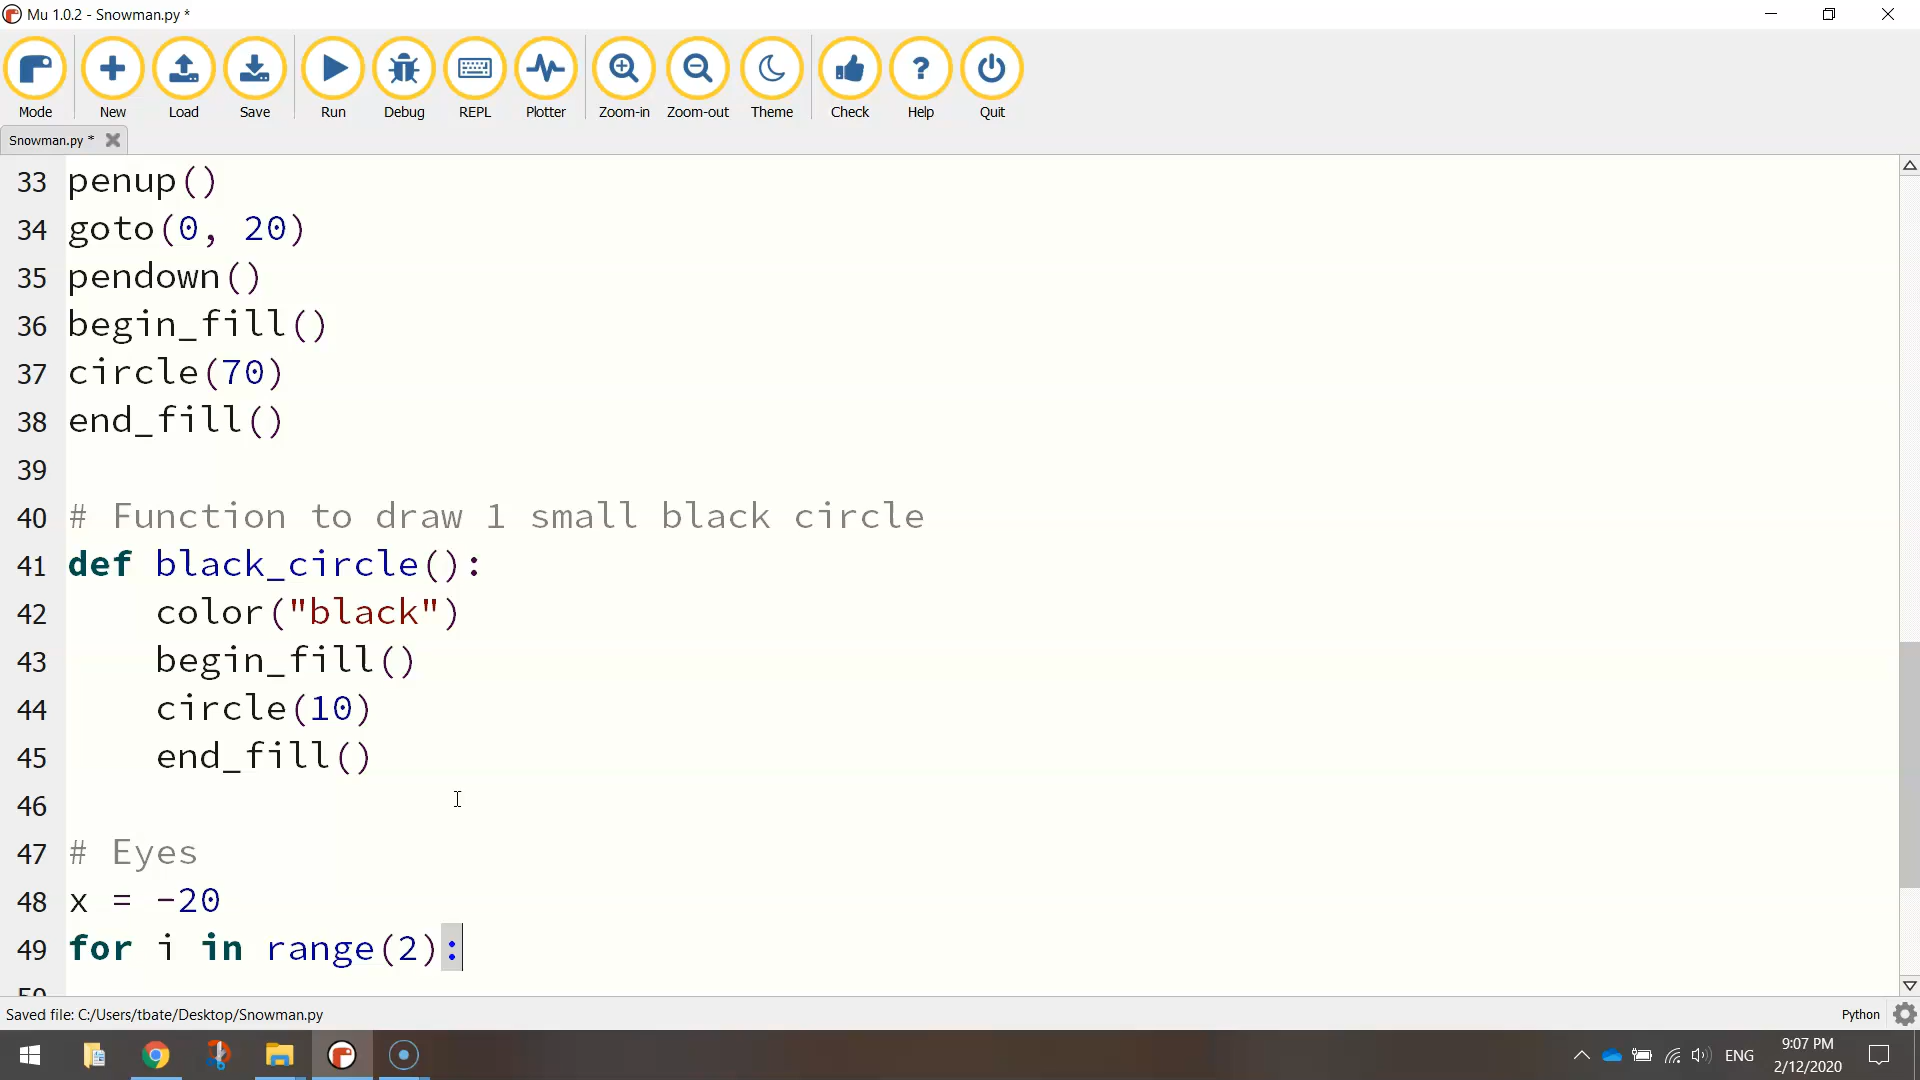 Mu 1.0.2 - Snowman.py *
Mode New Load Save Run Debug REPL Plotter Zoom-in Zoom-out Theme Check Help Quit
Snowman.py *
33 penup()
34 goto(0, 20)
35 pendown()
36 begin_fill()
37 circle(70)
38 end_fill()
39
40 # Function to draw 1 small black circle
41 def black_circle():
42     color("black")
43     begin_fill()
44     circle(10)
45     end_fill()
46
47 # Eyes
48 x = -20
49 for i in range(2):
50
Saved file: C:/Users/tbate/Desktop/Snowman.py Python
ENG 9:07 PM
2/12/2020